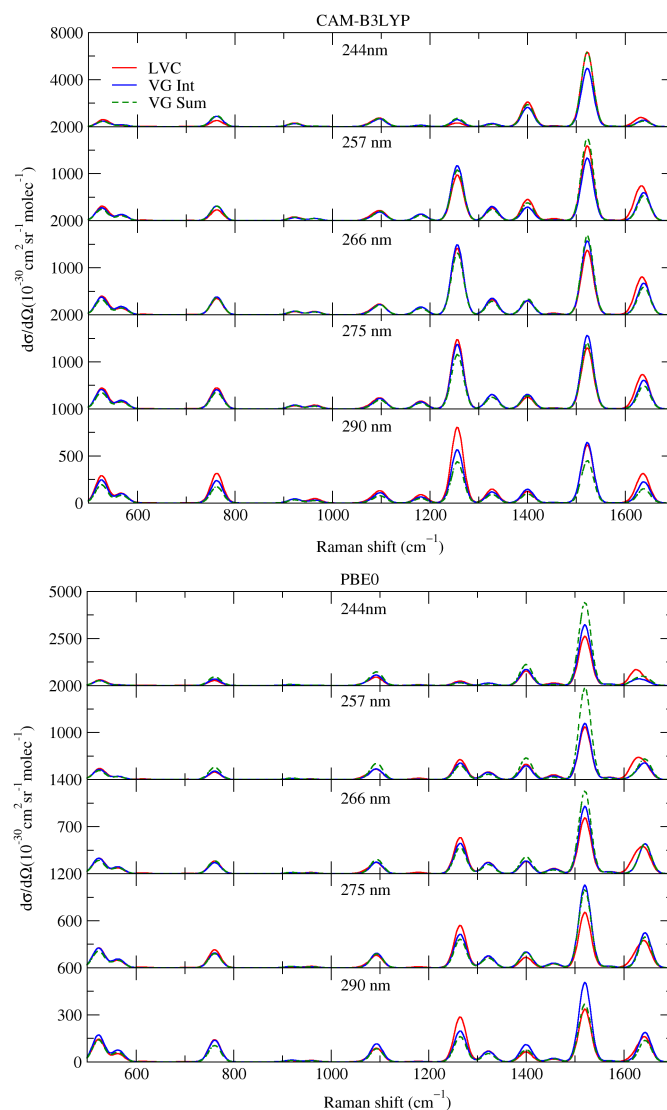 CAM-B3LYP
8000
244nm
LVC
VG Int
VG Sum
4000
2000
257 nm
1000
2000
266 nm
1000
2000
275 nm
1000
1000
290 nm
500
0
600 800 1000 1200 1400 1600
Raman shift (cm⁻¹)
dσ/dΩ(10⁻³⁰ cm² sr⁻¹ molec⁻¹)
PBE0
5000
244nm
2500
2000
257 nm
1000
1400
266 nm
700
1200
275 nm
600
600
290 nm
300
0
600 800 1000 1200 1400 1600
Raman shift (cm⁻¹)
dσ/dΩ(10⁻³⁰ cm² sr⁻¹ molec⁻¹)